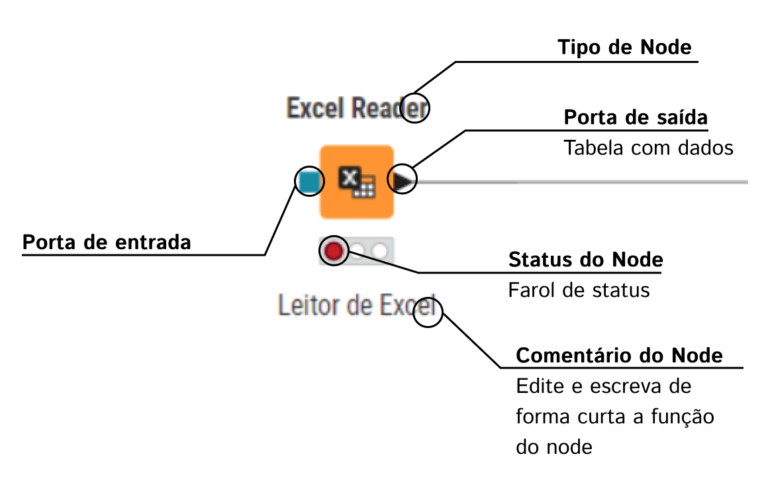 Tipo de Node
Excel Reader
Porta de saída
Tabela com dados
Porta de entrada
Status do Node
Farol de status
Leitor de Excel
Comentário do Node
Edite e escreva de
forma curta a função
do node